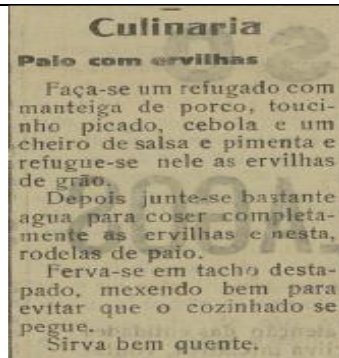 Culinaria
Paio com ervilhas
Faça-se um refugado com
manteiga de porco, touci-
nho picado, cebola e um
cheiro de salsa e pimenta e
refugue-se nele as ervilhas
de grão.
Depois junte-se bastante
agua para coser completa-
mente as ervilhas e nesta,
rodelas de paio.
Ferva-se em tacho desta-
pado, mexendo bem para
evitar que o cozinhado se
pegue.
Sirva bem quente.